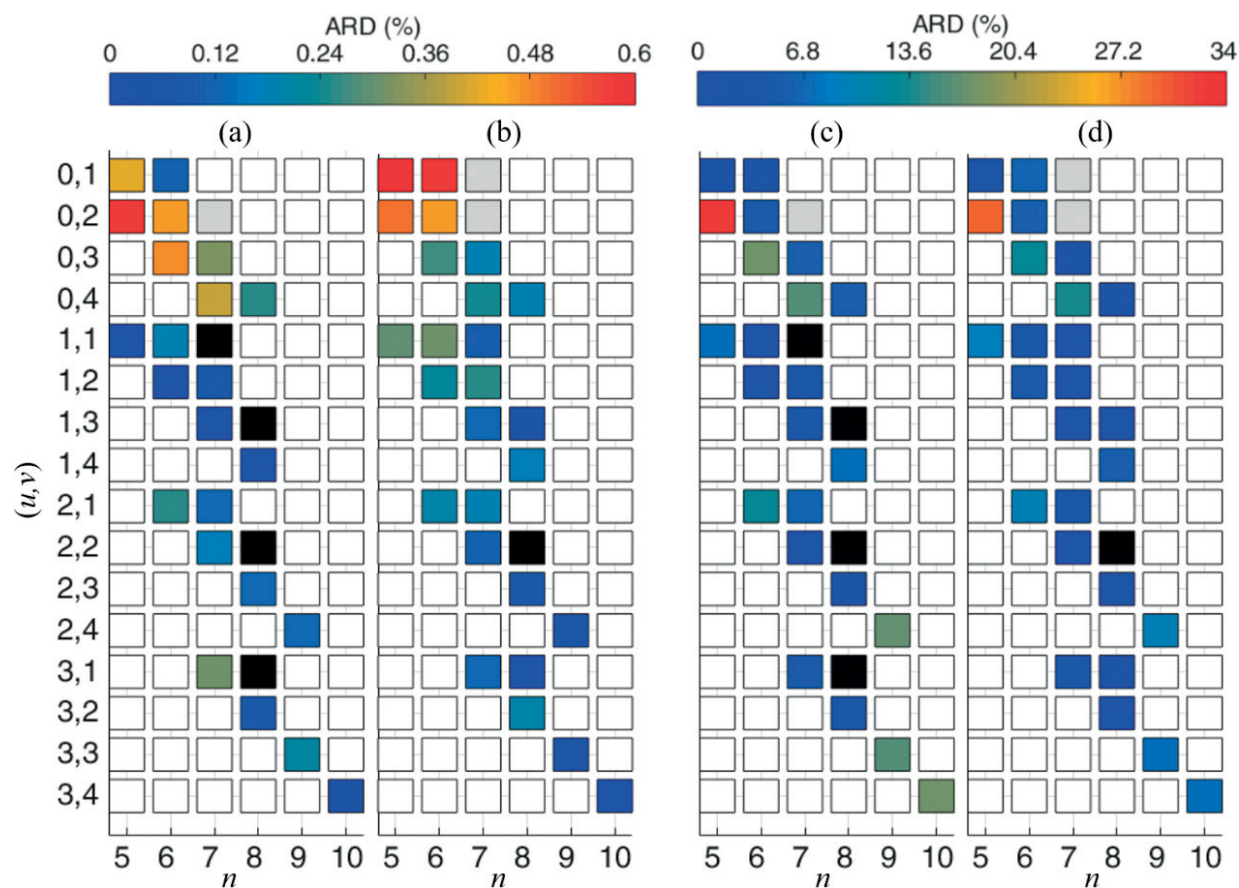 ARD (%) ARD (%)
0 0.12 0.24 0.36 0.48 0.6 0 6.8 13.6 20.4 27.2 34
(a) (b) (c) (d)
0,1
0,2
0,3
0,4
1,1
1,2
1,3
1,4
2,1
2,2
2,3
2,4
3,1
3,2
3,3
3,4
(u,v)
5 6 7 8 9 10 5 6 7 8 9 10 5 6 7 8 9 10 5 6 7 8 9 10
n n n n